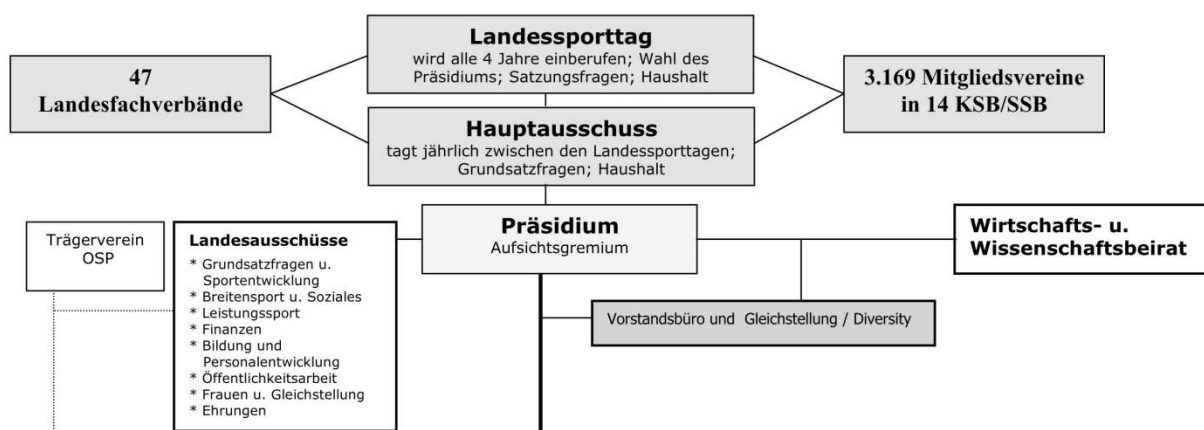 Landessporttag
wird alle 4 Jahre einberufen; Wahl des
Präsidiums; Satzungsfragen; Haushalt
47
Landesfachverbände
3.169 Mitgliedsvereine
in 14 KSB/SSB
Hauptausschuss
tagt jährlich zwischen den Landessporttagen;
Grundsatzfragen; Haushalt
Präsidium
Aufsichtsgremium
Trägerverein
OSP
Landesausschüsse
* Grundsatzfragen u.
Sportentwicklung
* Breitensport u. Soziales
* Leistungssport
* Finanzen
* Bildung und
Personalentwicklung
* Öffentlichkeitsarbeit
* Frauen u. Gleichstellung
* Ehrungen
Wirtschafts- u.
Wissenschaftsbeirat
Vorstandsbüro und Gleichstellung / Diversity